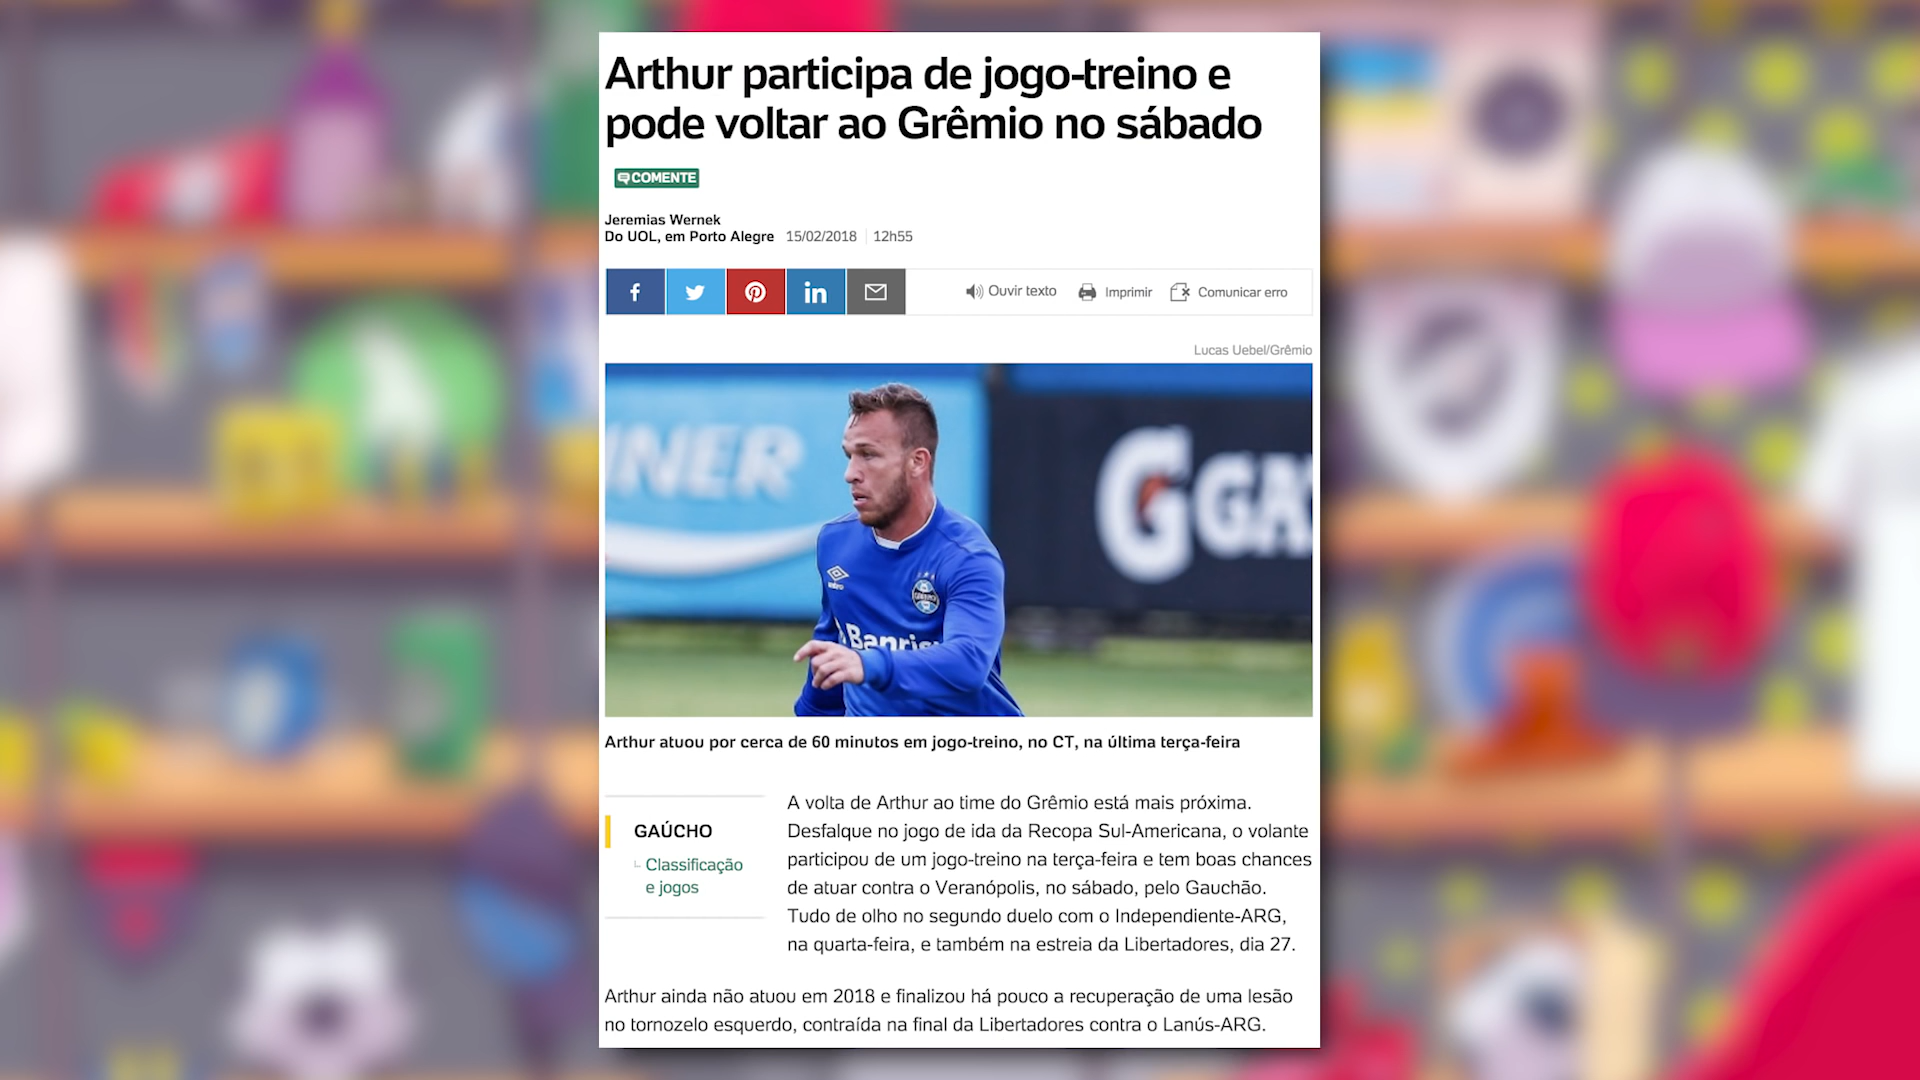 Arthur participa de jogo-treino e
pode voltar ao Grêmio no sábado
COMENTE
Jeremias Wernek
Do UOL, em Porto Alegre 15/02/2018 12h55
Ouvir texto Imprimir Comunicar erro
Lucas Uebel/Grêmio
INER
GA
umbro
GRÊMIO
Banris
Arthur atuou por cerca de 60 minutos em jogo-treino, no CT, na última terça-feira
GAÚCHO
Classificação
e jogos
A volta de Arthur ao time do Grêmio está mais próxima.
Desfalque no jogo de ida da Recopa Sul-Americana, o volante
participou de um jogo-treino na terça-feira e tem boas chances
de atuar contra o Veranópolis, no sábado, pelo Gauchão.
Tudo de olho no segundo duelo com o Independiente-ARG,
na quarta-feira, e também na estreia da Libertadores, dia 27.
Arthur ainda não atuou em 2018 e finalizou há pouco a recuperação de uma lesão
no tornozelo esquerdo, contraída na final da Libertadores contra o Lanús-ARG.